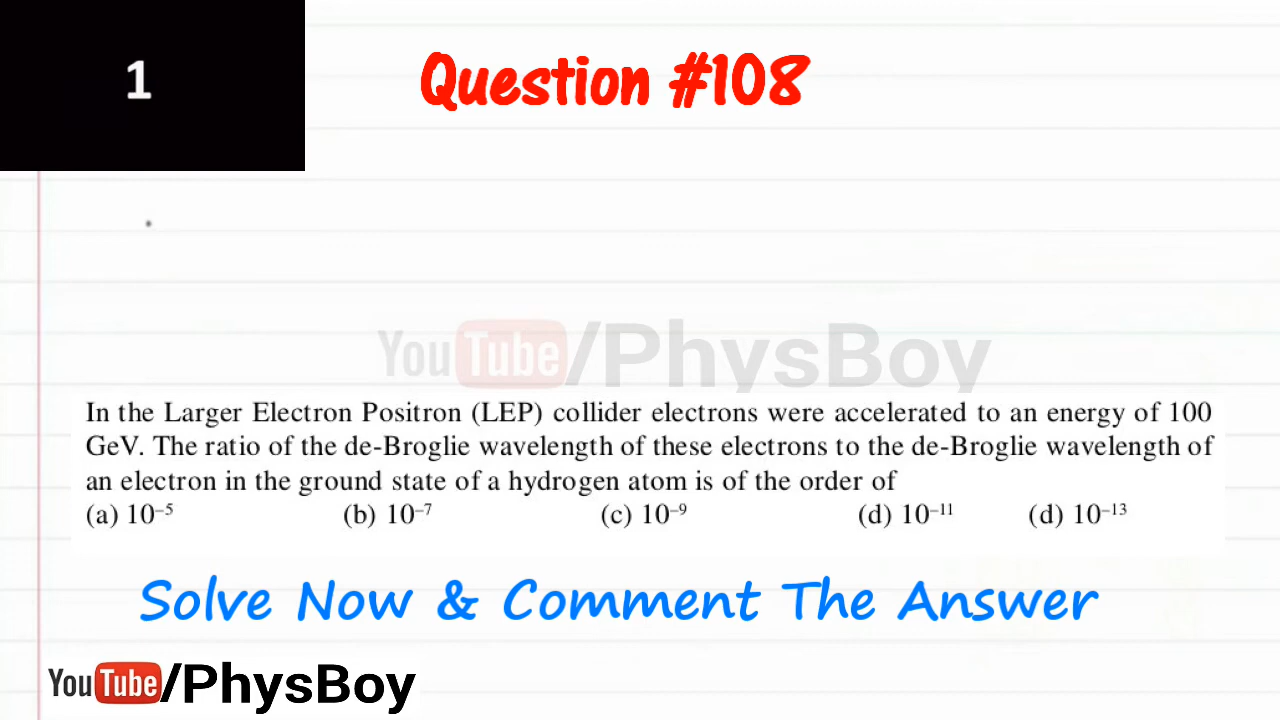 1
Question #108
YouTube/PhysBoy
In the Larger Electron Positron (LEP) collider electrons were accelerated to an energy of 100
GeV. The ratio of the de-Broglie wavelength of these electrons to the de-Broglie wavelength of
an electron in the ground state of a hydrogen atom is of the order of
(a) 10⁻⁵ (b) 10⁻⁷ (c) 10⁻⁹ (d) 10⁻¹¹ (d) 10⁻¹³
Solve Now & Comment The Answer
YouTube/PhysBoy